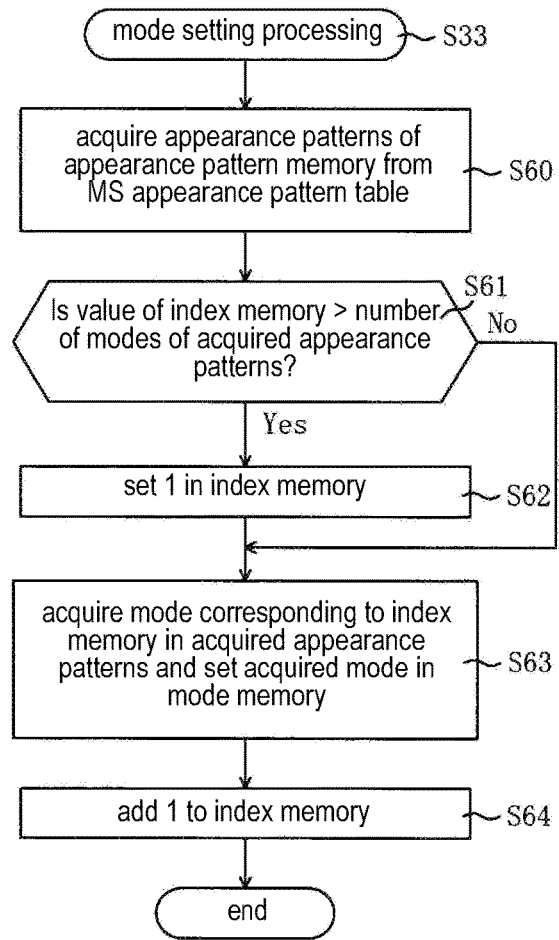 mode setting processing
S33
acquire appearance patterns of
appearance pattern memory from
MS appearance pattern table
S60
S61
Is value of index memory > number
of modes of acquired appearance
patterns?
No
Yes
set 1 in index memory
S62
acquire mode corresponding to index
memory in acquired appearance
patterns and set acquired mode in
mode memory
S63
add 1 to index memory
S64
end